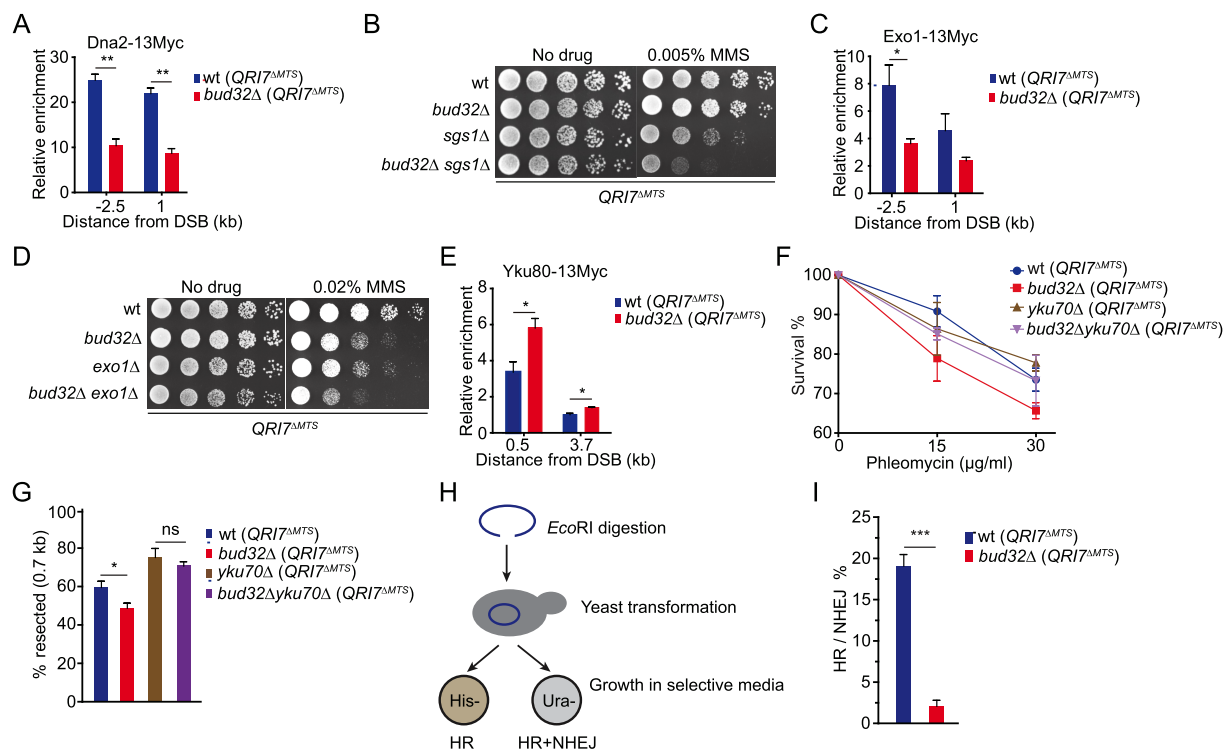 A
Dna2-13Myc
Relative enrichment
30
20
10
0
**
**
-2.5
1
Distance from DSB (kb)
wt (QRI7ΔMTS)
bud32Δ (QRI7ΔMTS)
B
No drug
0.005% MMS
wt
bud32Δ
sgs1Δ
bud32Δ sgs1Δ
QRI7ΔMTS
C
Exo1-13Myc
Relative enrichment
10
8
6
4
2
0
*
-2.5
1
Distance from DSB (kb)
wt (QRI7ΔMTS)
bud32Δ (QRI7ΔMTS)
D
No drug
0.02% MMS
wt
bud32Δ
exo1Δ
bud32Δ exo1Δ
QRI7ΔMTS
E
Yku80-13Myc
Relative enrichment
8
6
4
2
0
*
*
0.5
3.7
Distance from DSB (kb)
wt (QRI7ΔMTS)
bud32Δ (QRI7ΔMTS)
F
Survival %
100
90
80
70
60
0
15
30
Phleomycin (µg/ml)
wt (QRI7ΔMTS)
bud32Δ (QRI7ΔMTS)
yku70Δ (QRI7ΔMTS)
bud32Δyku70Δ (QRI7ΔMTS)
G
% resected (0.7 kb)
100
80
60
40
20
0
*
ns
wt (QRI7ΔMTS)
bud32Δ (QRI7ΔMTS)
yku70Δ (QRI7ΔMTS)
bud32Δyku70Δ (QRI7ΔMTS)
H
EcoRI digestion
Yeast transformation
Growth in selective media
His-
Ura-
HR
HR+NHEJ
I
HR / NHEJ %
25
20
15
10
5
0
***
wt (QRI7ΔMTS)
bud32Δ (QRI7ΔMTS)